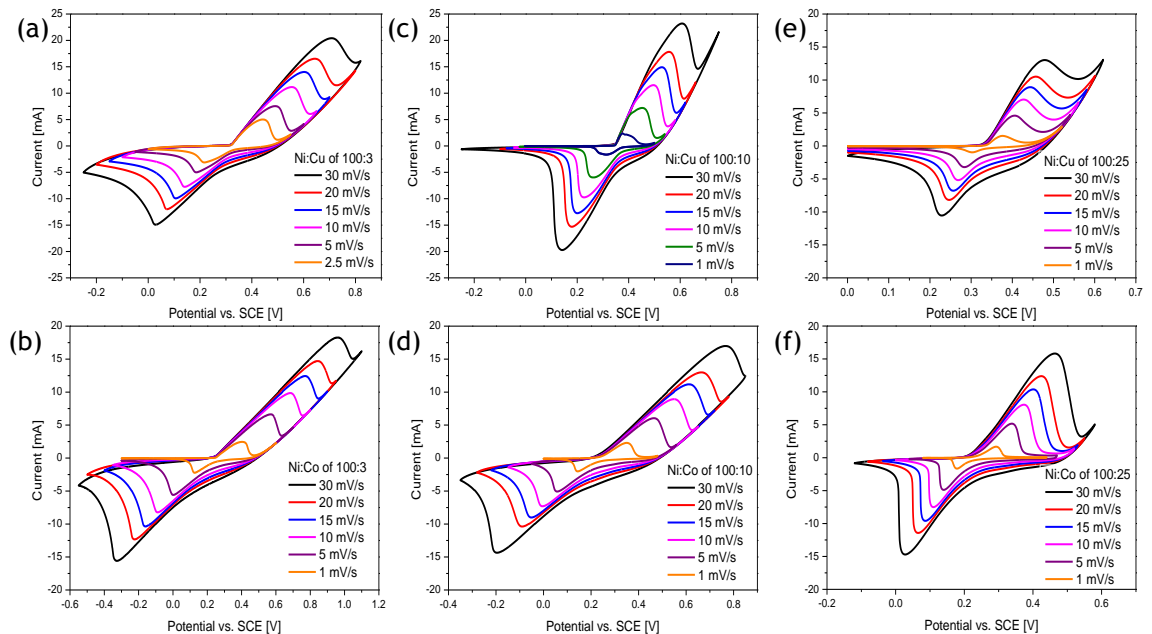 (a)
Current [mA]
25
20
15
10
5
0
-5
-10
-15
-20
-25
-0.2 0.0 0.2 0.4 0.6 0.8
Potential vs. SCE [V]
Ni:Cu of 100:3
30 mV/s
20 mV/s
15 mV/s
10 mV/s
5 mV/s
2.5 mV/s
(c)
Current [mA]
25
20
15
10
5
0
-5
-10
-15
-20
-25
-0.2 0.0 0.2 0.4 0.6 0.8
Potential vs. SCE [V]
Ni:Cu of 100:10
30 mV/s
20 mV/s
15 mV/s
10 mV/s
5 mV/s
1 mV/s
(e)
Current [mA]
20
15
10
5
0
-5
-10
-15
-20
0.0 0.1 0.2 0.3 0.4 0.5 0.6 0.7
Potential vs. SCE [V]
Ni:Cu of 100:25
30 mV/s
20 mV/s
15 mV/s
10 mV/s
5 mV/s
1 mV/s
(b)
Current [mA]
20
15
10
5
0
-5
-10
-15
-20
-0.6 -0.4 -0.2 0.0 0.2 0.4 0.6 0.8 1.0 1.2
Potential vs. SCE [V]
Ni:Co of 100:3
30 mV/s
20 mV/s
15 mV/s
10 mV/s
5 mV/s
1 mV/s
(d)
Current [mA]
20
15
10
5
0
-5
-10
-15
-20
-0.4 -0.2 0.0 0.2 0.4 0.6 0.8
Potential vs. SCE [V]
Ni:Co of 100:10
30 mV/s
20 mV/s
15 mV/s
10 mV/s
5 mV/s
1 mV/s
(f)
Current [mA]
20
15
10
5
0
-5
-10
-15
-20
0.0 0.2 0.4 0.6
Potential vs. SCE [V]
Ni:Co of 100:25
30 mV/s
20 mV/s
15 mV/s
10 mV/s
5 mV/s
1 mV/s